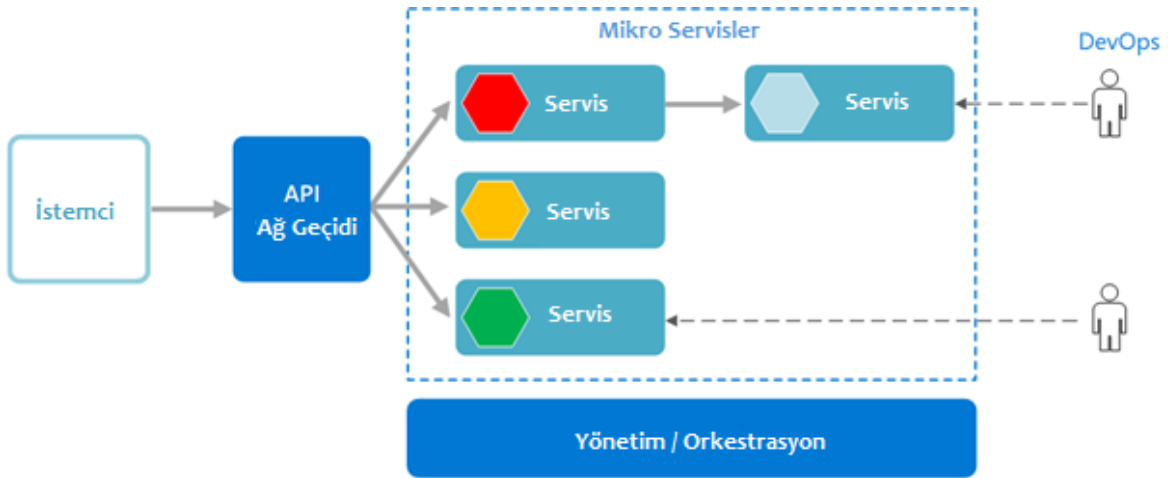 Mikro Servisler
DevOps
Servis
Servis
İstemci
API
'Ağ Geçidi
Servis
Servis
Yönetim / Orkestrasyon